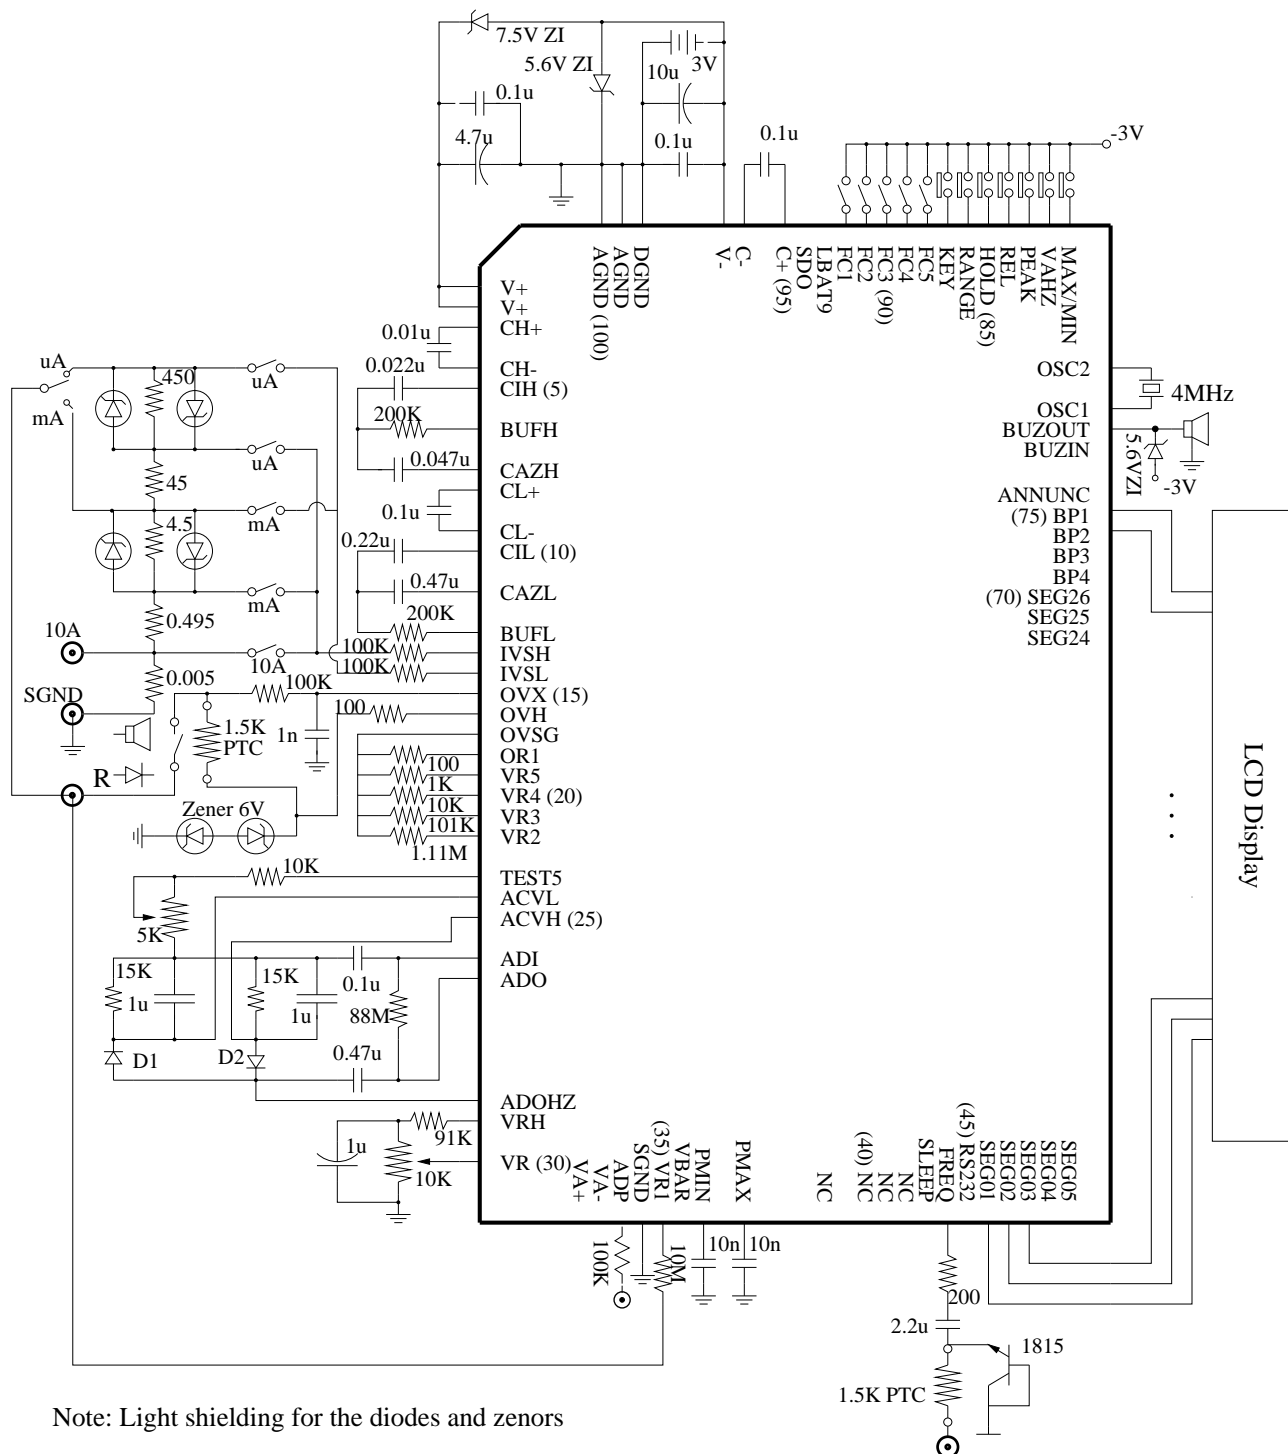 7.5V ZI
5.6V ZI
10u
3V
0.1u
4.7u
0.1u
0.1u
-3V
AGND (100)
AGND
DGND
V-
C-
C+ (95)
SDO
LBAT9
FC1
FC2
FC3 (90)
FC4
FC5
KEY
RANGE
HOLD (85)
REL
PEAK
VAHZ
MAX/MIN
V+
V+
CH+
CH-
CIH (5)
BUFH
CAZH
CL+
CL-
CIL (10)
CAZL
BUFL
IVSH
IVSL
OVX (15)
OVH
OVSG
OR1
VR5
VR4 (20)
VR3
VR2
TEST5
ACVL
ACVH (25)
ADI
ADO
ADOHZ
VRH
VR (30)
0.01u
0.022u
200K
0.047u
0.1u
0.22u
0.47u
200K
100K
100K
100K
100
100
1K
10K
101K
1.11M
uA
mA
450
uA
uA
45
4.5
mA
mA
0.495
10A
10A
0.005
SGND
1.5K
PTC
1n
R
Zener 6V
10K
5K
15K
1u
15K
1u
0.1u
88M
D1
D2
0.47u
91K
1u
10K
OSC2
OSC1
BUZOUT
BUZIN
4MHz
5.6VZI
-3V
ANNUNC
(75) BP1
BP2
BP3
BP4
(70) SEG26
SEG25
SEG24
LCD Display
VA+
VA-
ADP
SGND
(35) VR1
VBAR
PMIN
PMAX
NC
(40) NC
NC
NC
SLEEP
FREQ
(45) RS232
SEG01
SEG02
SEG03
SEG04
SEG05
100K
10M
10n
10n
200
2.2u
1815
1.5K PTC
Note: Light shielding for the diodes and zenors